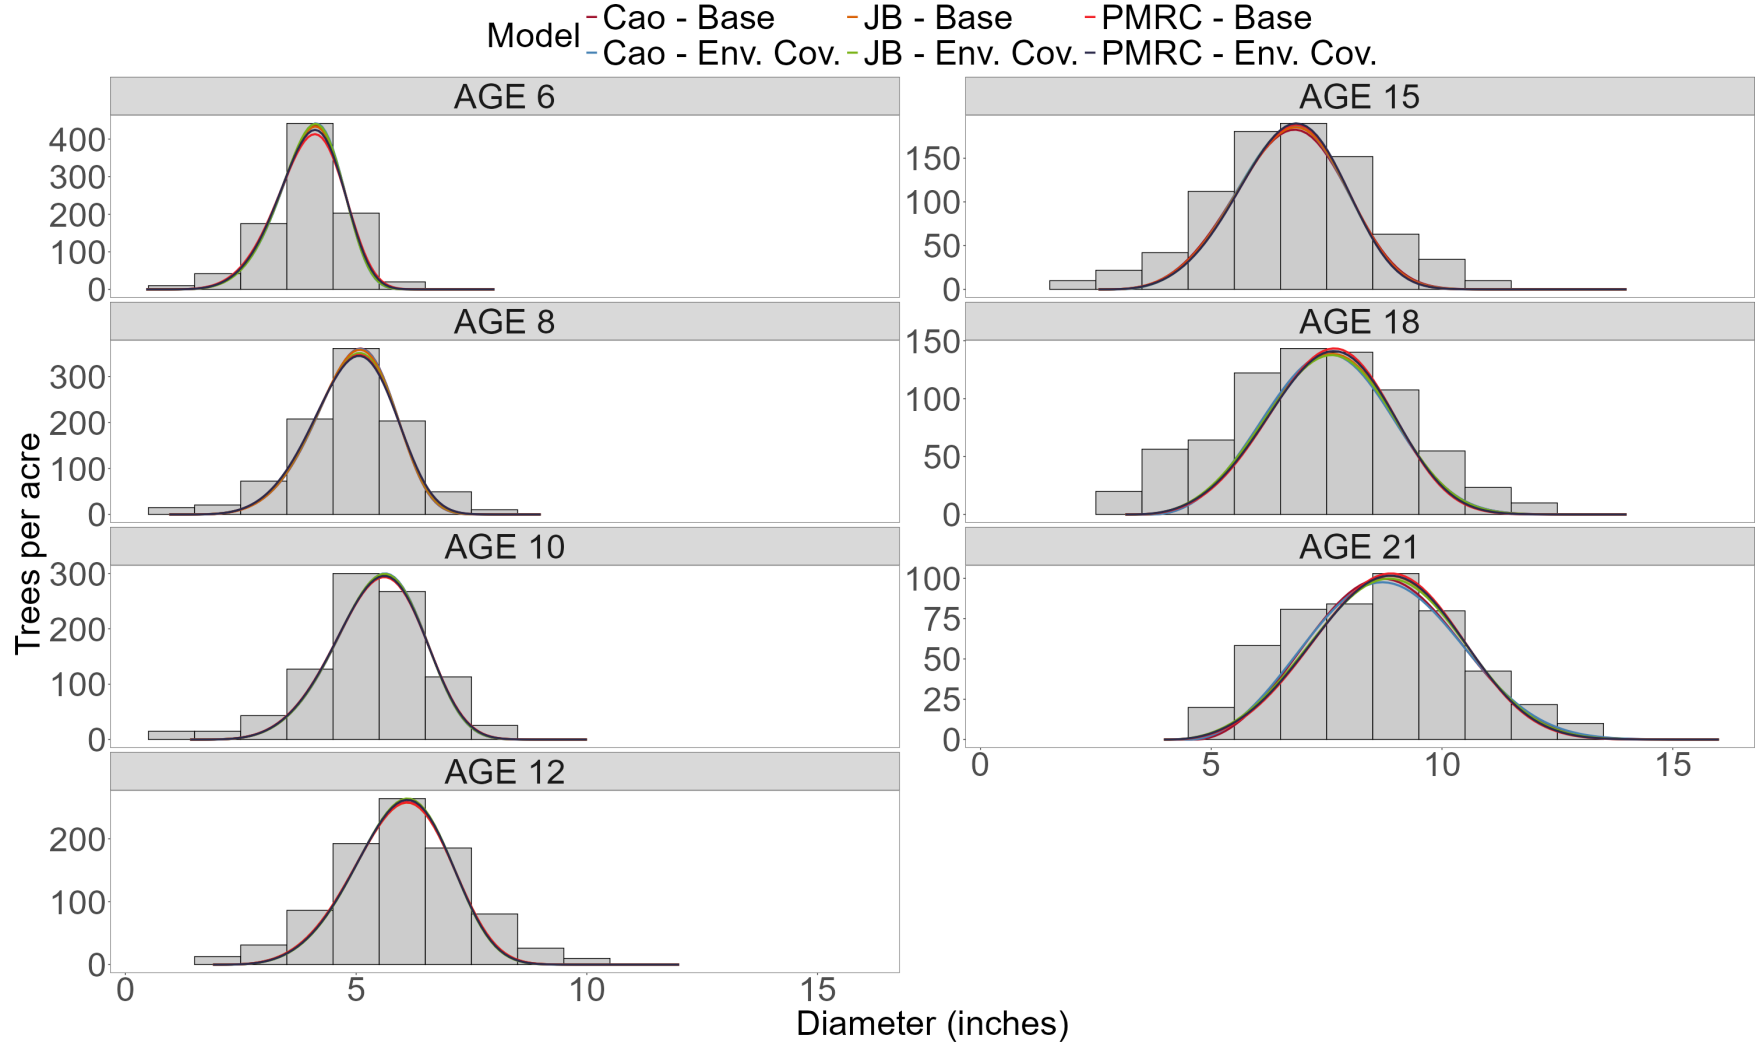 Model
Cao - Base JB - Base PMRC - Base
Cao - Env. Cov. JB - Env. Cov. PMRC - Env. Cov.
Trees per acre
AGE 6
400
300
200
100
0
AGE 8
300
200
100
0
AGE 10
300
200
100
0
AGE 12
200
100
0
0 5 10 15
AGE 15
150
100
50
0
AGE 18
150
100
50
0
AGE 21
100
75
50
25
0
0 5 10 15
Diameter (inches)